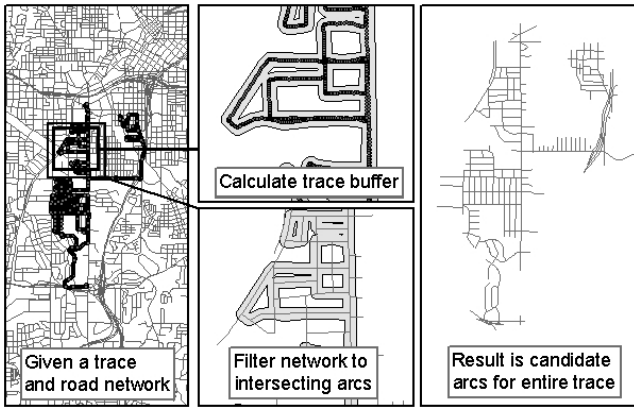 Given a trace
and road network
Calculate trace buffer
Filter network to
intersecting arcs
Result is candidate
arcs for entire trace